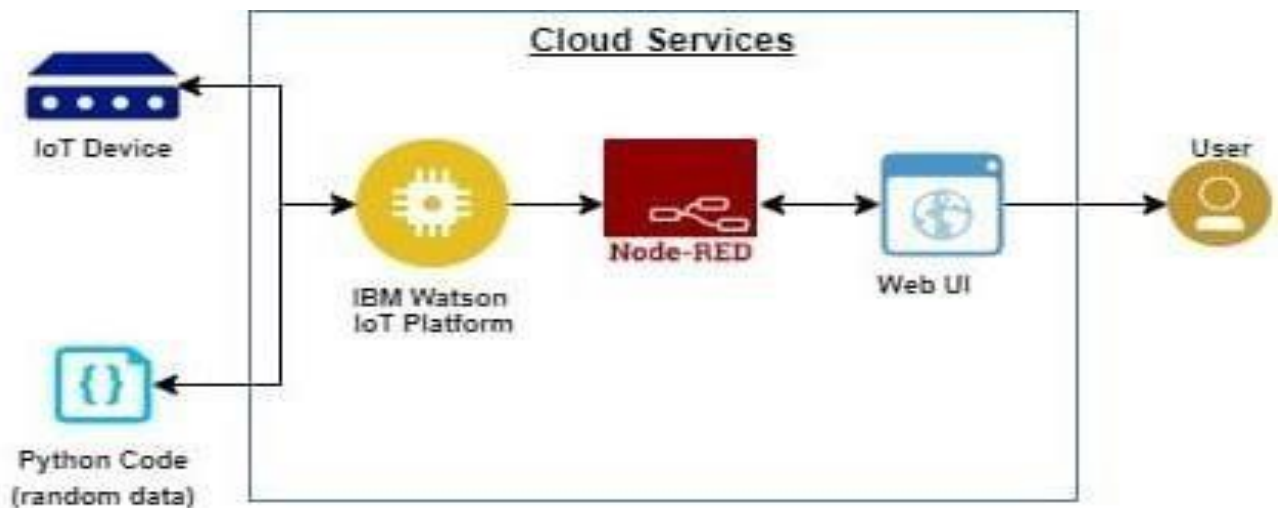 Cloud Services
IoT Device
User
Node-RED
Web UI
IBM Watson
IoT Platform
{}
Python Code
(random data)